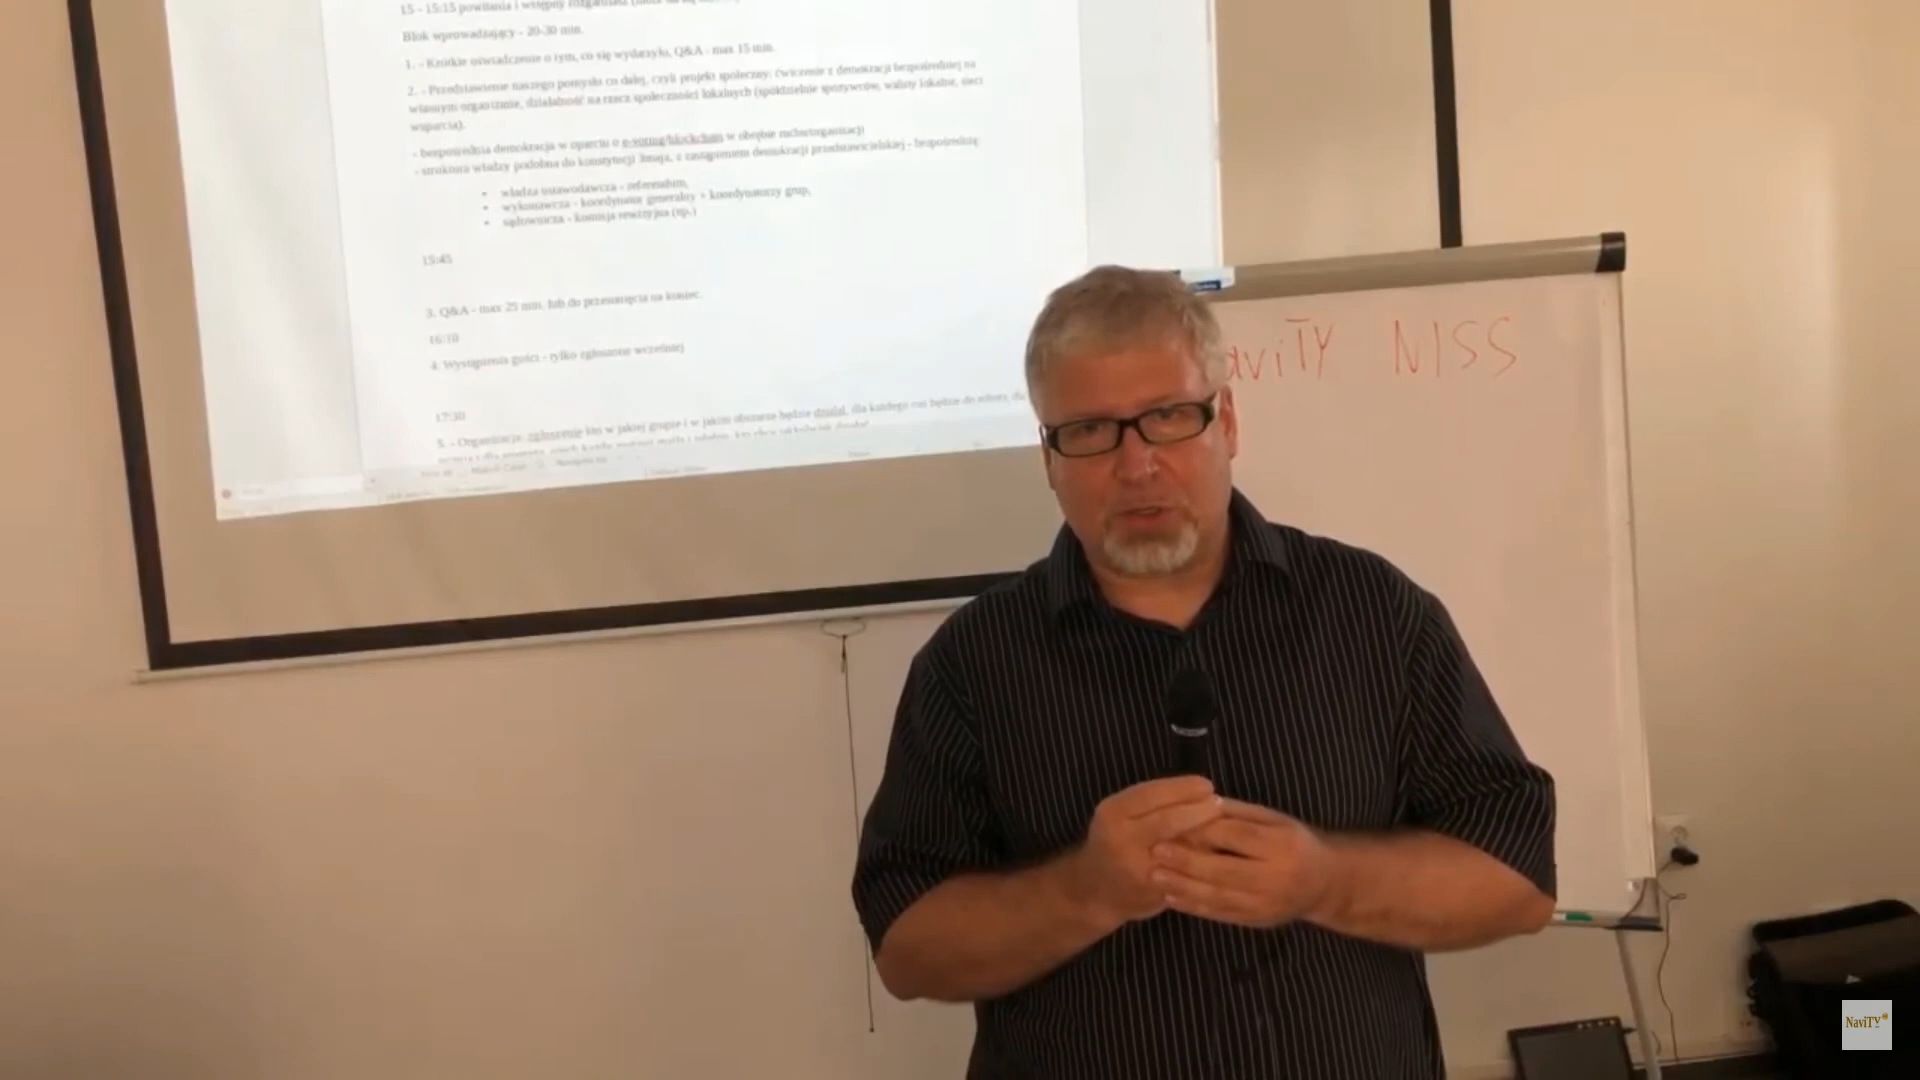 15 - 15:15 powitania i wstępny rozgardiasz
Blok wprowadzający - 20-30 min.
1. - Krótkie oświadczenie o tym, co się wydarzyło, Q&A - max 15 min.
2. - Przedstawienie naszego pomysłu co dalej, czyli projekt społeczny: ćwiczenie z demokracji bezpośredniej na
własnym organizmie, działalność na rzecz społeczności lokalnych (spółdzielnie spożywców, waluty lokalne, sieci
wsparcia).
- bezpośrednia demokracja w oparciu o e-voting/blockchain w obrębie ruchu/organizacji
- struktura władzy podobna do konstytucji 3maja, z zastąpieniem demokracji przedstawicielskiej - bezpośrednią:
• władza ustawodawcza - referendum,
• wykonawcza - koordynator generalny + koordynatorzy grup,
• sądownicza - komisja rewizyjna (np.)
15:45
3. Q&A - max 25 min. lub do przesunięcia na koniec.
16:10
4. Wystąpienia gości - tylko zgłoszone wcześniej
17:30
5. - Organizacja: zgłoszenie kto w jakiej grupie i w jakim obszarze będzie działał, dla każdego coś będzie do roboty, dla
aviTY NISS
NaviTY